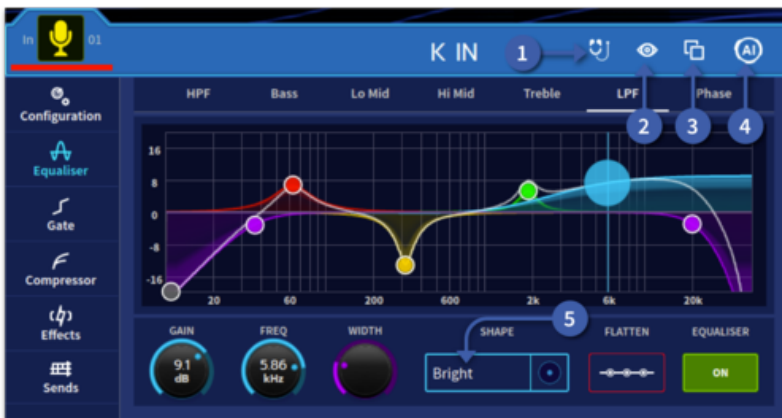 In 01
K IN
1
AI
2 3 4
Configuration
Equaliser
Gate
Compressor
Effects
Sends
HPF Bass Lo Mid Hi Mid Treble LPF Phase
16
8
0
-8
-16
20 60 200 600 2k 6k 20k
5
GAIN FREQ WIDTH SHAPE FLATTEN EQUALISER
9.1
dB
5.86
kHz
Bright
ON